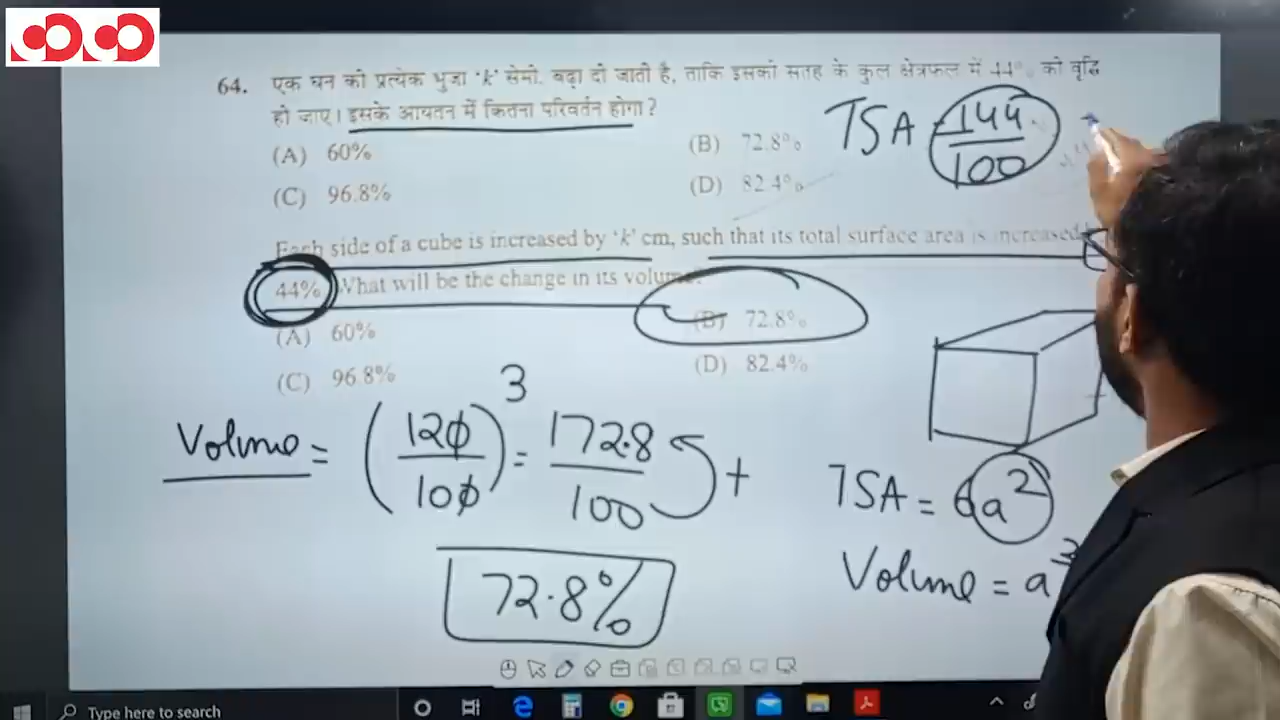 64. एक घन की प्रत्येक भुजा 'k' सेमी. बढ़ा दी जाती है, ताकि इसकी सतह के कुल क्षेत्रफल में 44% की वृद्धि
हो जाए। इसके आयतन में कितना परिवर्तन होगा?
(A) 60% (B) 72.8%
(C) 96.8% (D) 82.4%
TSA 144
100
Each side of a cube is increased by 'k' cm, such that its total surface area is increased
44% What will be the change in its volume
(A) 60% (B) 72.8%
(C) 96.8% (D) 82.4%
Volume = (120/100)3 = 172.8/100 +
72.8%
TSA = 6a2
Volume = a3
Type here to search